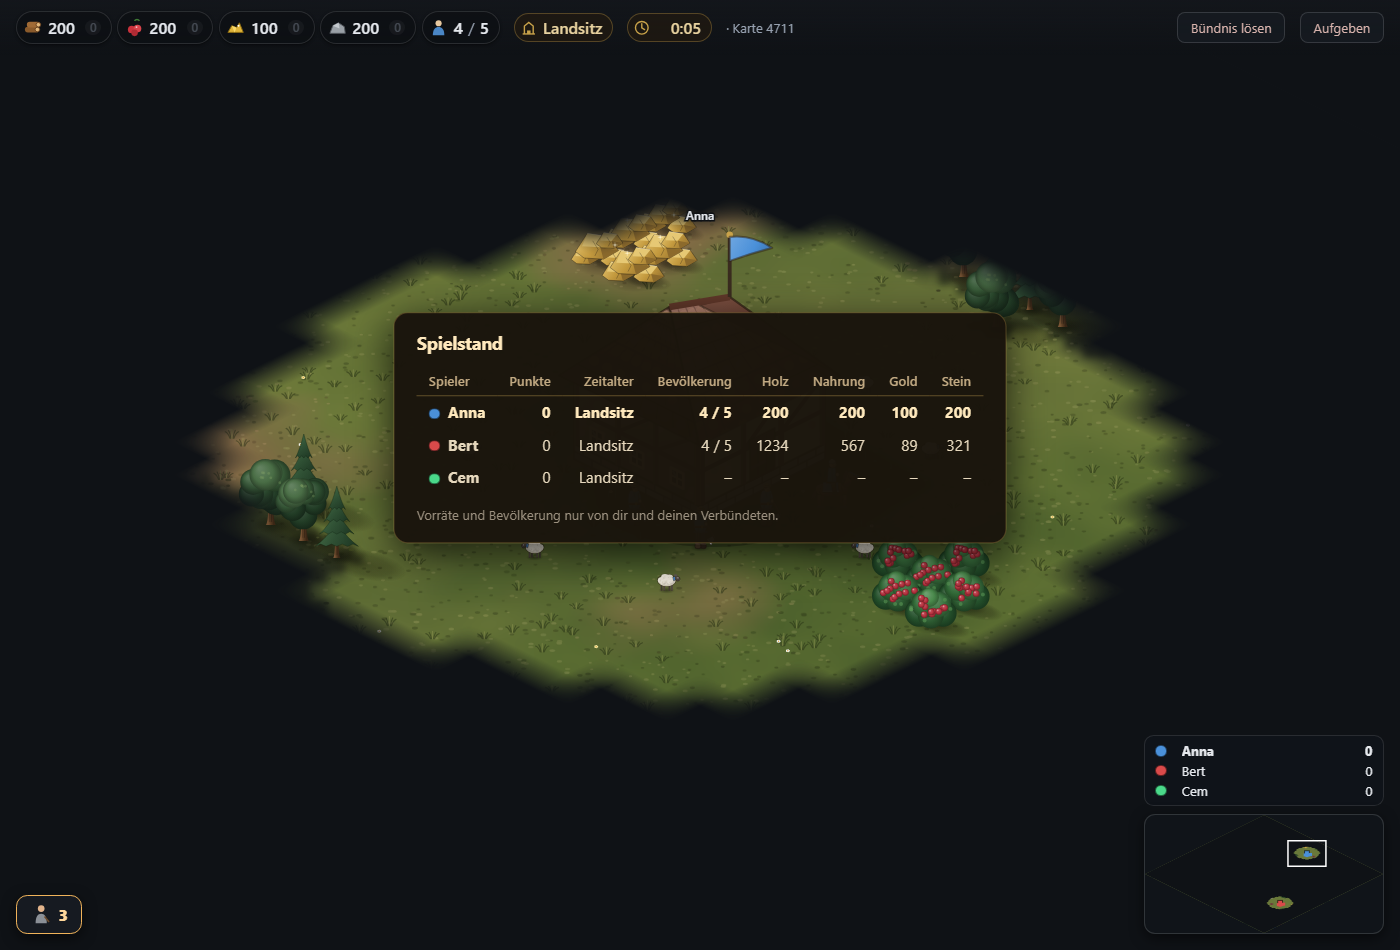 200 0 200 0 100 0 200 0 4 / 5 Landsitz 0:05 · Karte 4711 Bündnis lösen Aufgeben
Anna
Spielstand
Spieler Punkte Zeitalter Bevölkerung Holz Nahrung Gold Stein
Anna 0 Landsitz 4 / 5 200 200 100 200
Bert 0 Landsitz 4 / 5 1234 567 89 321
Cem 0 Landsitz – – – – –
Vorräte und Bevölkerung nur von dir und deinen Verbündeten.
Anna 0
Bert 0
Cem 0
3